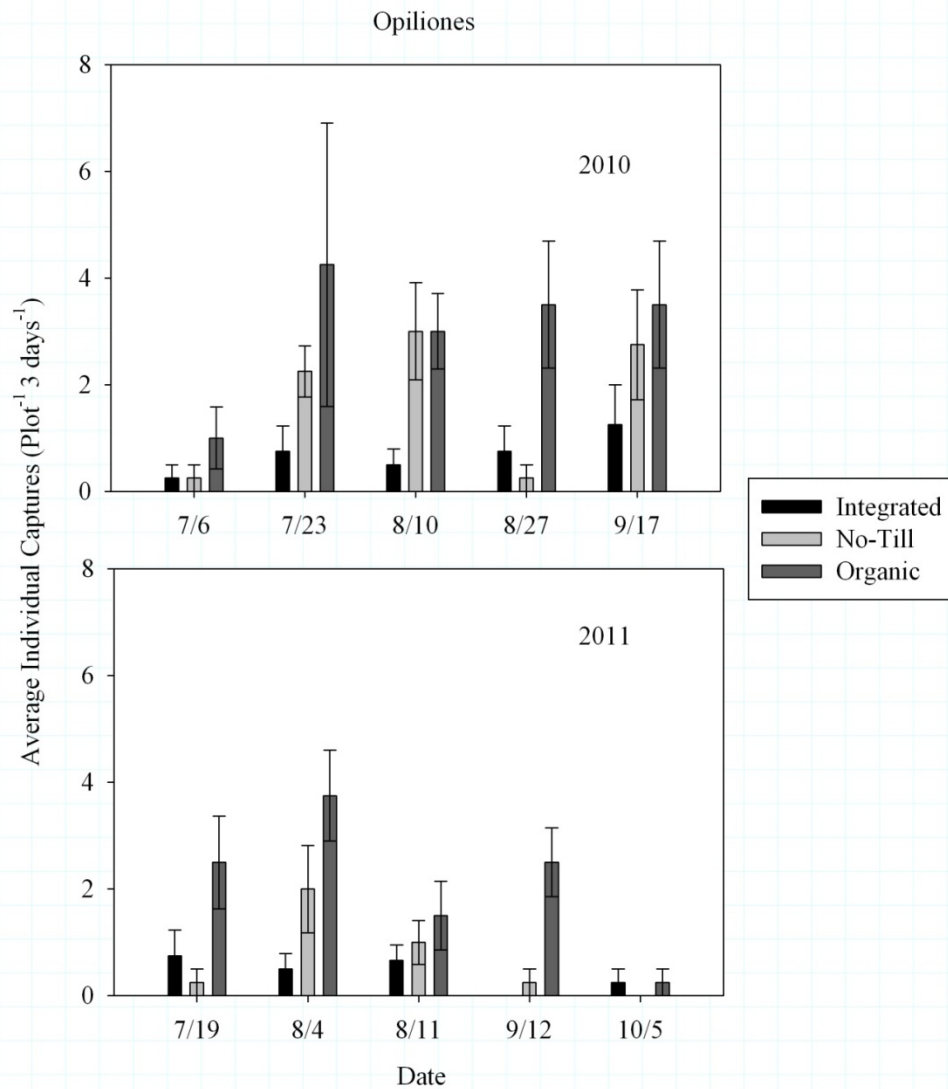 Opiliones
Average Individual Captures (Plot⁻¹ 3 days⁻¹)
8
6
4
2
0
2010
7/6 7/23 8/10 8/27 9/17
Integrated
No-Till
Organic
8
6
4
2
0
2011
7/19 8/4 8/11 9/12 10/5
Date